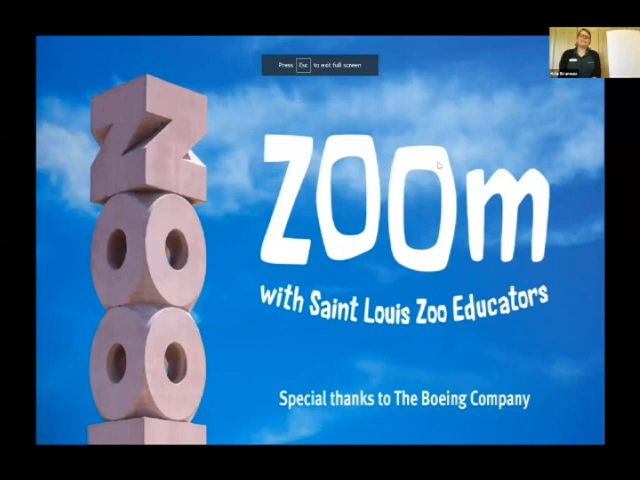 Press Esc to exit full screen
ZOO
ZOOm
with Saint Louis Zoo Educators
Special thanks to The Boeing Company